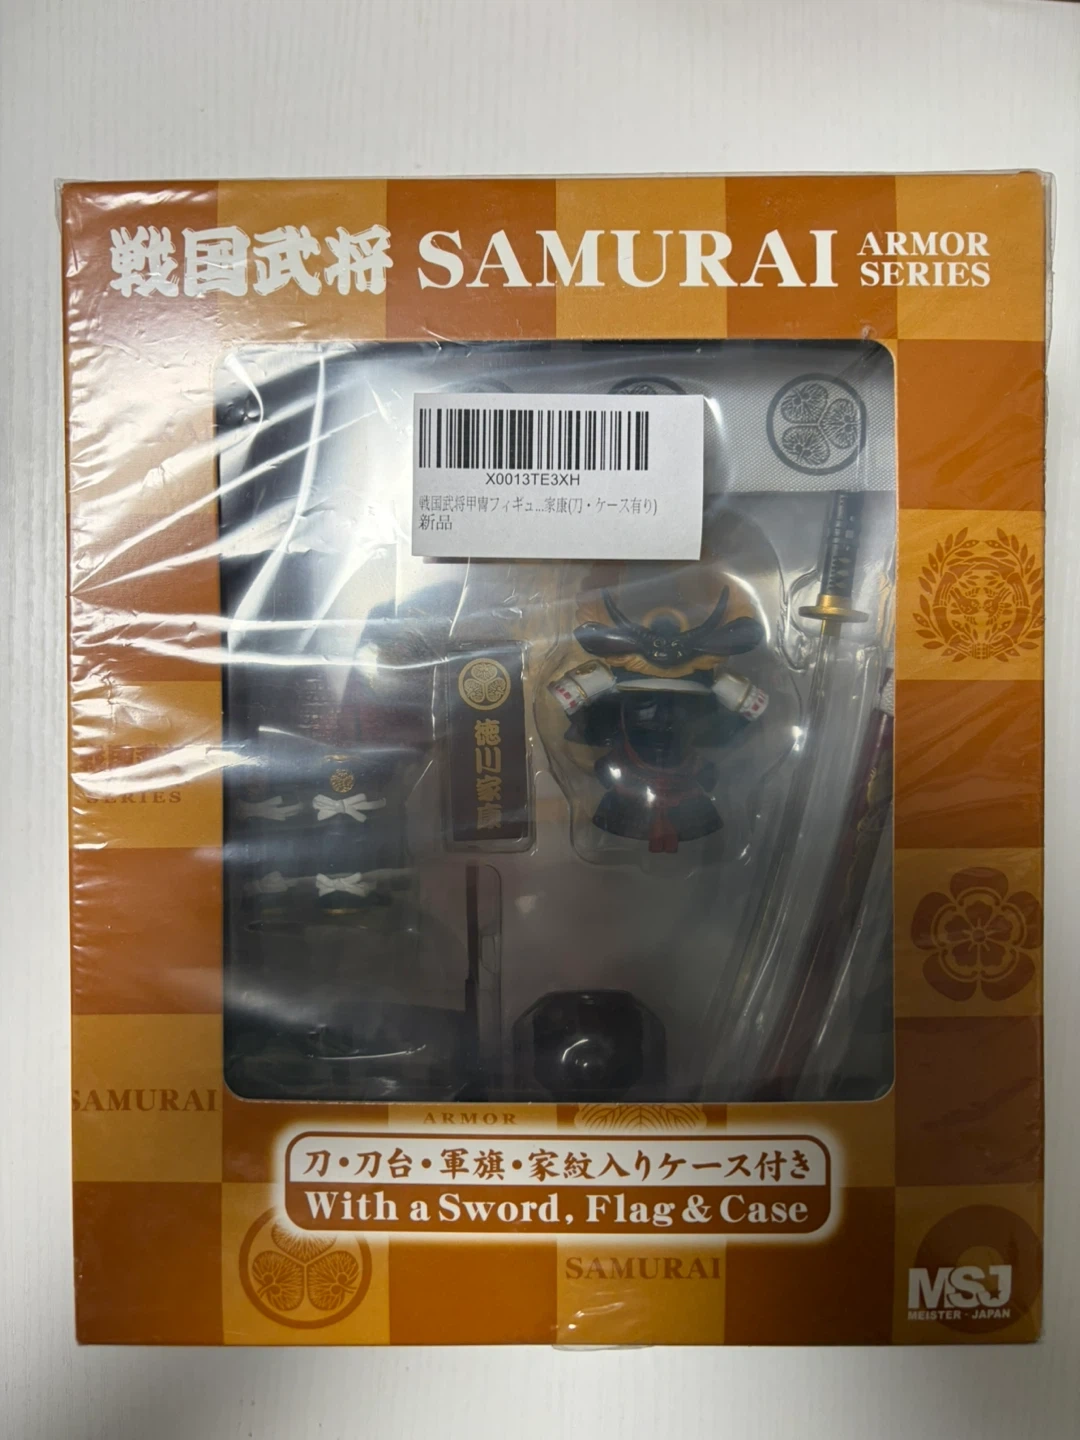 戦国武将 SAMURAI ARMOR SERIES
X0013TE3XH
戦国武将甲冑フィギュ...家康(刀・ケース有り)
新品
徳川家康
SERIES
SAMURAI
ARMOR
刀・刀台・軍旗・家紋入りケース付き
With a Sword, Flag & Case
SAMURAI
MSJ
MEISTER - JAPAN